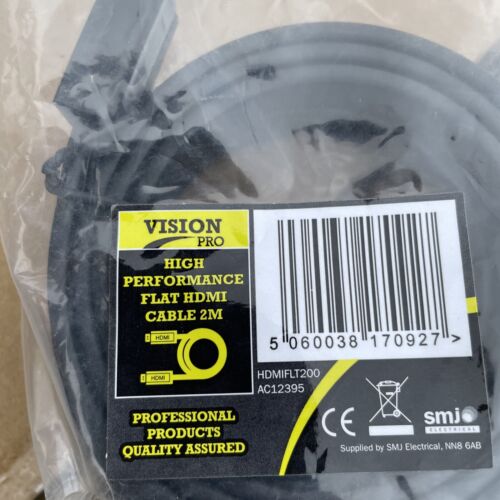 VISION
PRO
HIGH
PERFORMANCE
FLAT HDMI
CABLE 2M
HDMI
HDMI
PROFESSIONAL
PRODUCTS
QUALITY ASSURED
5 060038 170927 >
HDMIFLT200
AC12395
CE
smj
ELECTRICAL
Supplied by SMJ Electrical, NN8 6AB